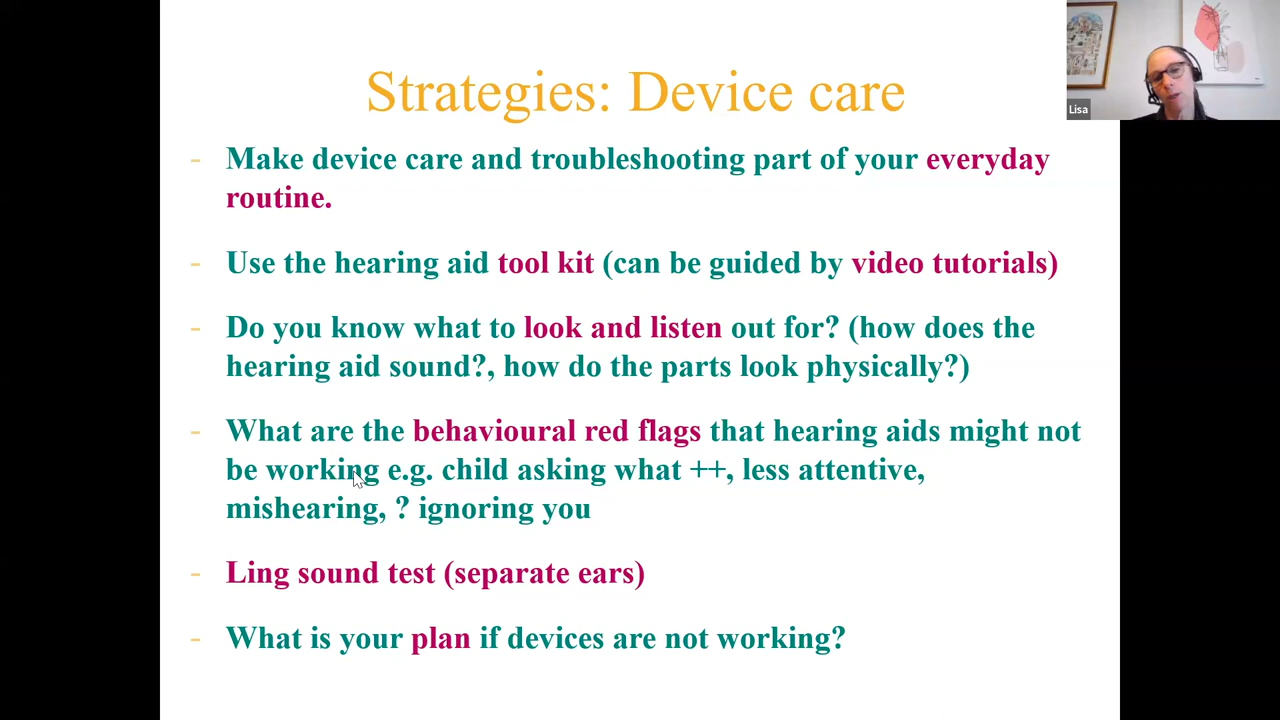 Strategies: Device care
- Make device care and troubleshooting part of your everyday
routine.
- Use the hearing aid tool kit (can be guided by video tutorials)
- Do you know what to look and listen out for? (how does the
hearing aid sound?, how do the parts look physically?)
- What are the behavioural red flags that hearing aids might not
be working e.g. child asking what ++, less attentive,
mishearing, ? ignoring you
- Ling sound test (separate ears)
- What is your plan if devices are not working?
Lisa